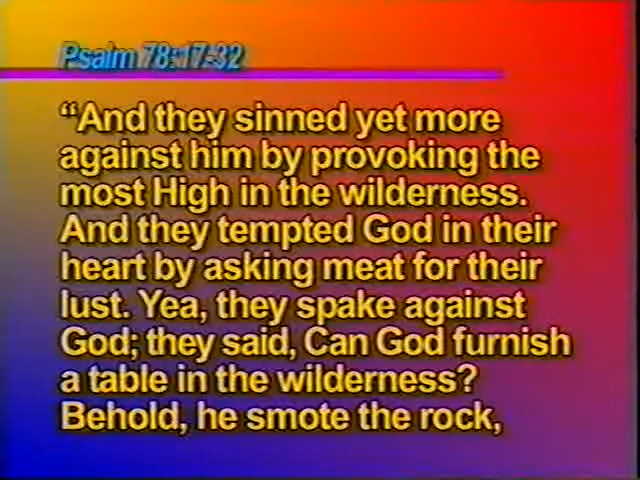 Psalm 78:17-32
“And they sinned yet more
against him by provoking the
most High in the wilderness.
And they tempted God in their
heart by asking meat for their
lust. Yea, they spake against
God; they said, Can God furnish
a table in the wilderness?
Behold, he smote the rock,